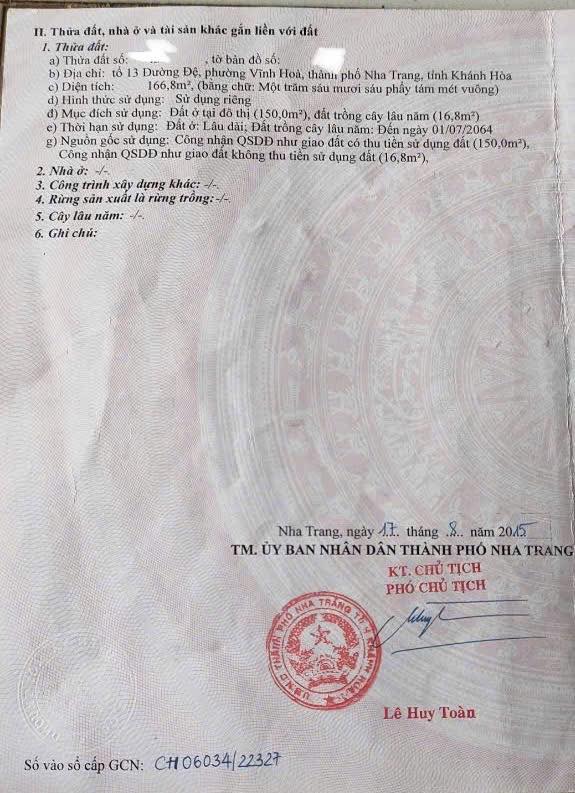 II. Thửa đất, nhà ở và tài sản khác gắn liền với đất
1. Thửa đất:
a) Thửa đất số: , tờ bản đồ số:
b) Địa chỉ: tổ 13 Đường Đệ, phường Vĩnh Hoà, thành phố Nha Trang, tỉnh Khánh Hòa
c) Diện tích: 166,8m², (bằng chữ: Một trăm sáu mươi sáu phẩy tám mét vuông)
d) Hình thức sử dụng: Sử dụng riêng
đ) Mục đích sử dụng: Đất ở tại đô thị (150,0m²), đất trồng cây lâu năm (16,8m²)
e) Thời hạn sử dụng: Đất ở: Lâu dài; Đất trồng cây lâu năm: Đến ngày 01/07/2064
g) Nguồn gốc sử dụng: Công nhận QSDĐ như giao đất có thu tiền sử dụng đất (150,0m²),
Công nhận QSDĐ như giao đất không thu tiền sử dụng đất (16,8m²),
2. Nhà ở: -/-.
3. Công trình xây dựng khác: -/-.
4. Rừng sản xuất là rừng trồng: -/-.
5. Cây lâu năm: -/-.
6. Ghi chú:
Nha Trang, ngày 17 tháng 8 năm 2015
TM. ỦY BAN NHÂN DÂN THÀNH PHỐ NHA TRANG
KT. CHỦ TỊCH
PHÓ CHỦ TỊCH
U.B.N.D THÀNH PHỐ NHA TRANG T. KHÁNH HÒA
Lê Huy Toàn
Số vào sổ cấp GCN: CH06034/22327